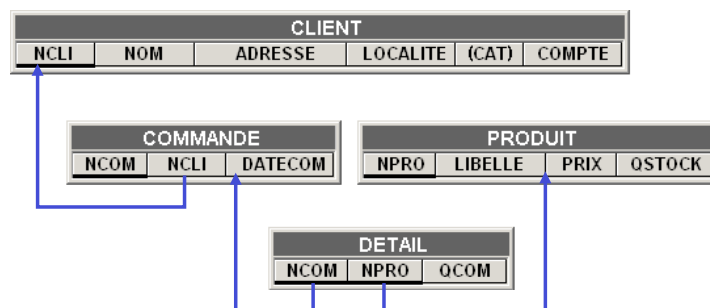 CLIENT
NCLI NOM ADRESSE LOCALITE (CAT) COMPTE
COMMANDE
NCOM NCLI DATECOM
PRODUIT
NPRO LIBELLE PRIX QSTOCK
DETAIL
NCOM NPRO QCOM